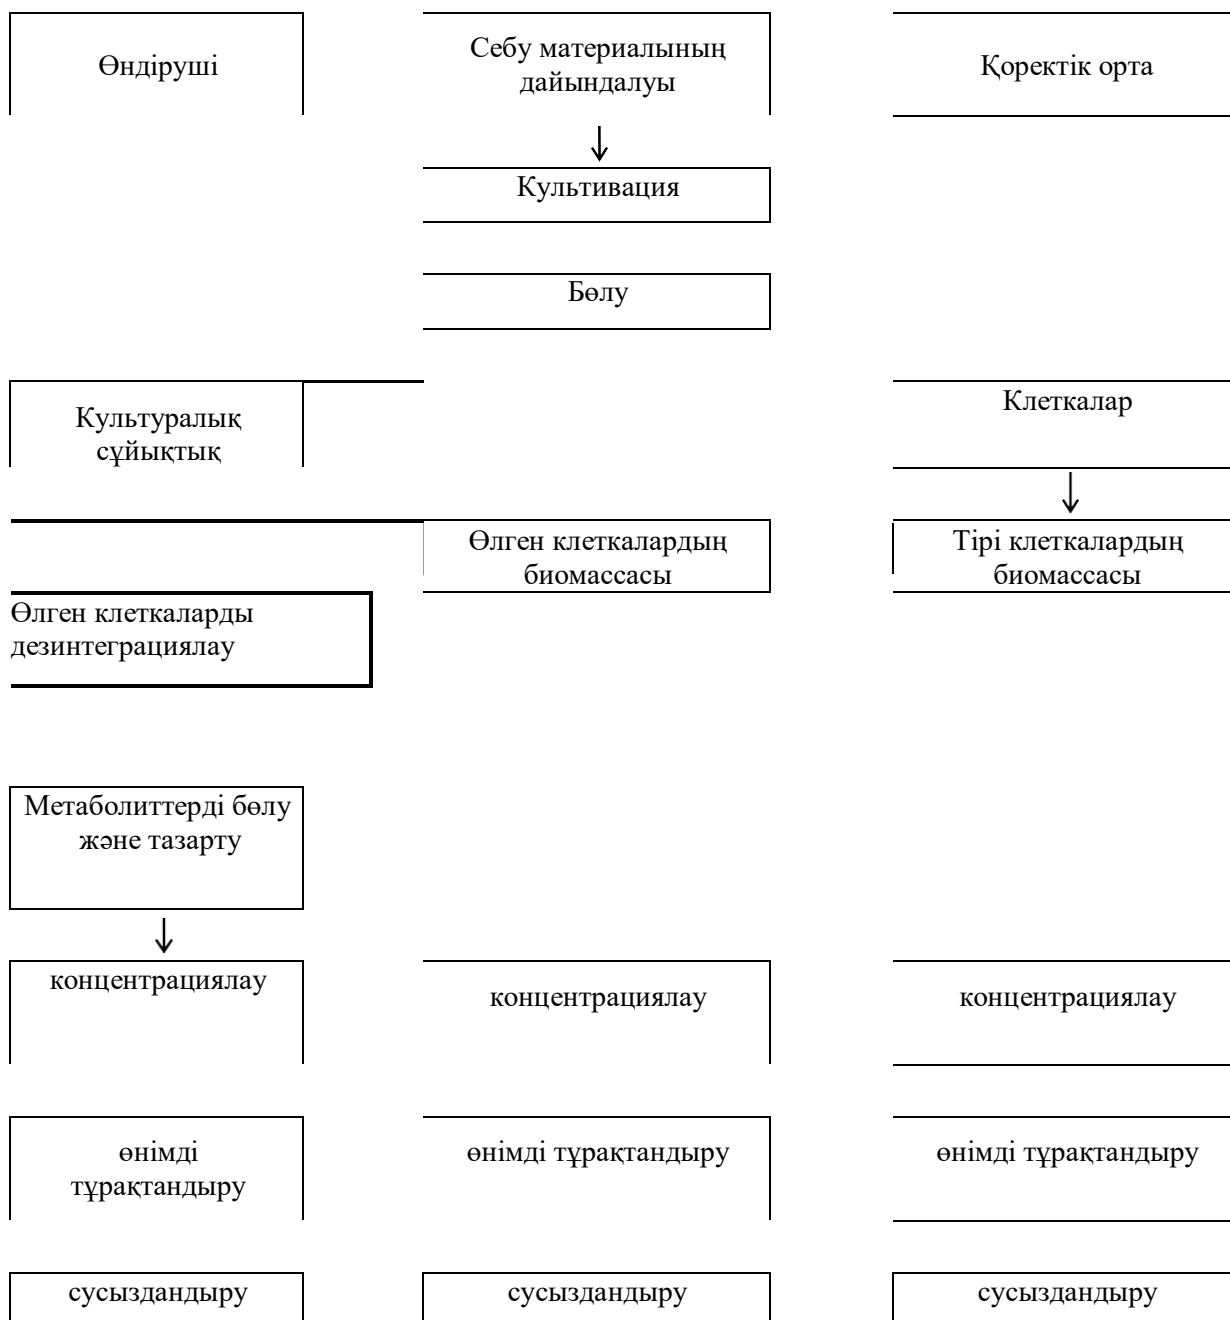 Өндіруші
Себу материалының
дайындалуы
Қоректік орта
Культивация
Бөлу
Культуралық
сұйықтық
Клеткалар
Өлген клеткалардың
биомассасы
Тірі клеткалардың
биомассасы
Өлген клеткаларды
дезинтеграциялау
Метаболиттерді бөлу
және тазарту
концентрациялау
концентрациялау
концентрациялау
өнімді
тұрақтандыру
өнімді тұрақтандыру
өнімді тұрақтандыру
сусыздандыру
сусыздандыру
сусыздандыру